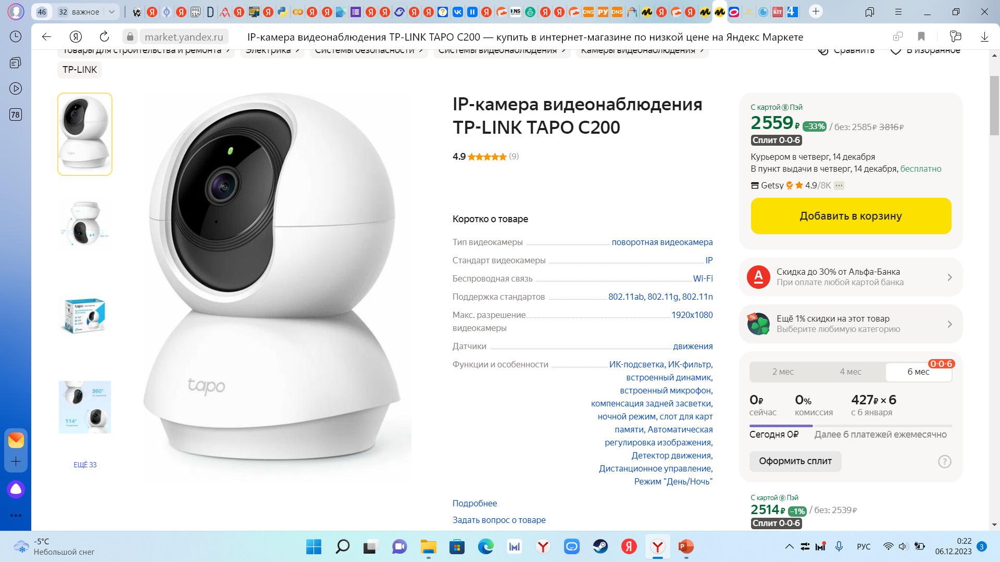 46
32 важное
market.yandex.ru
IP-камера видеонаблюдения TP-LINK TAPO C200 — купить в интернет-магазине по низкой цене на Яндекс Маркете
Товары для строительства и ремонта
Электрика
Системы безопасности
Системы видеонаблюдения
Камеры видеонаблюдения
Сравнить
В избранное
TP-LINK
78
IP-камера видеонаблюдения
TP-LINK TAPO C200
4.9 (9)
tapo
360°
114°
ЕЩЁ 33
Коротко о товаре
Тип видеокамеры поворотная видеокамера
Стандарт видеокамеры IP
Беспроводная связь Wi-Fi
Поддержка стандартов 802.11ab, 802.11g, 802.11n
Макс. разрешение 1920x1080
видеокамеры
Датчики движения
Функции и особенности ИК-подсветка, ИК-фильтр,
встроенный динамик,
встроенный микрофон,
компенсация задней засветки,
ночной режим, слот для карт
памяти, Автоматическая
регулировка изображения,
Детектор движения,
Дистанционное управление,
Режим "День/Ночь"
Подробнее
Задать вопрос о товаре
С картой Я Пэй
2559₽ –33% / без: 2585₽ 3816₽
Сплит 0-0-6
Курьером в четверг, 14 декабря
В пункт выдачи в четверг, 14 декабря, бесплатно
Getsy 4.9/8K
Добавить в корзину
Скидка до 30% от Альфа-Банка
При оплате любой картой банка
Ещё 1% скидки на этот товар
Выберите любимую категорию
0·0·6
2 мес 4 мес 6 мес
0₽ 0% 427₽ × 6
сейчас комиссия с 6 января
Сегодня 0₽ Далее 6 платежей ежемесячно
Оформить сплит
?
С картой Я Пэй
2514₽ –1% / без: 2539₽
Сплит 0-0-6
-5°C
Небольшой снег
РУС
0:22
06.12.2023
3